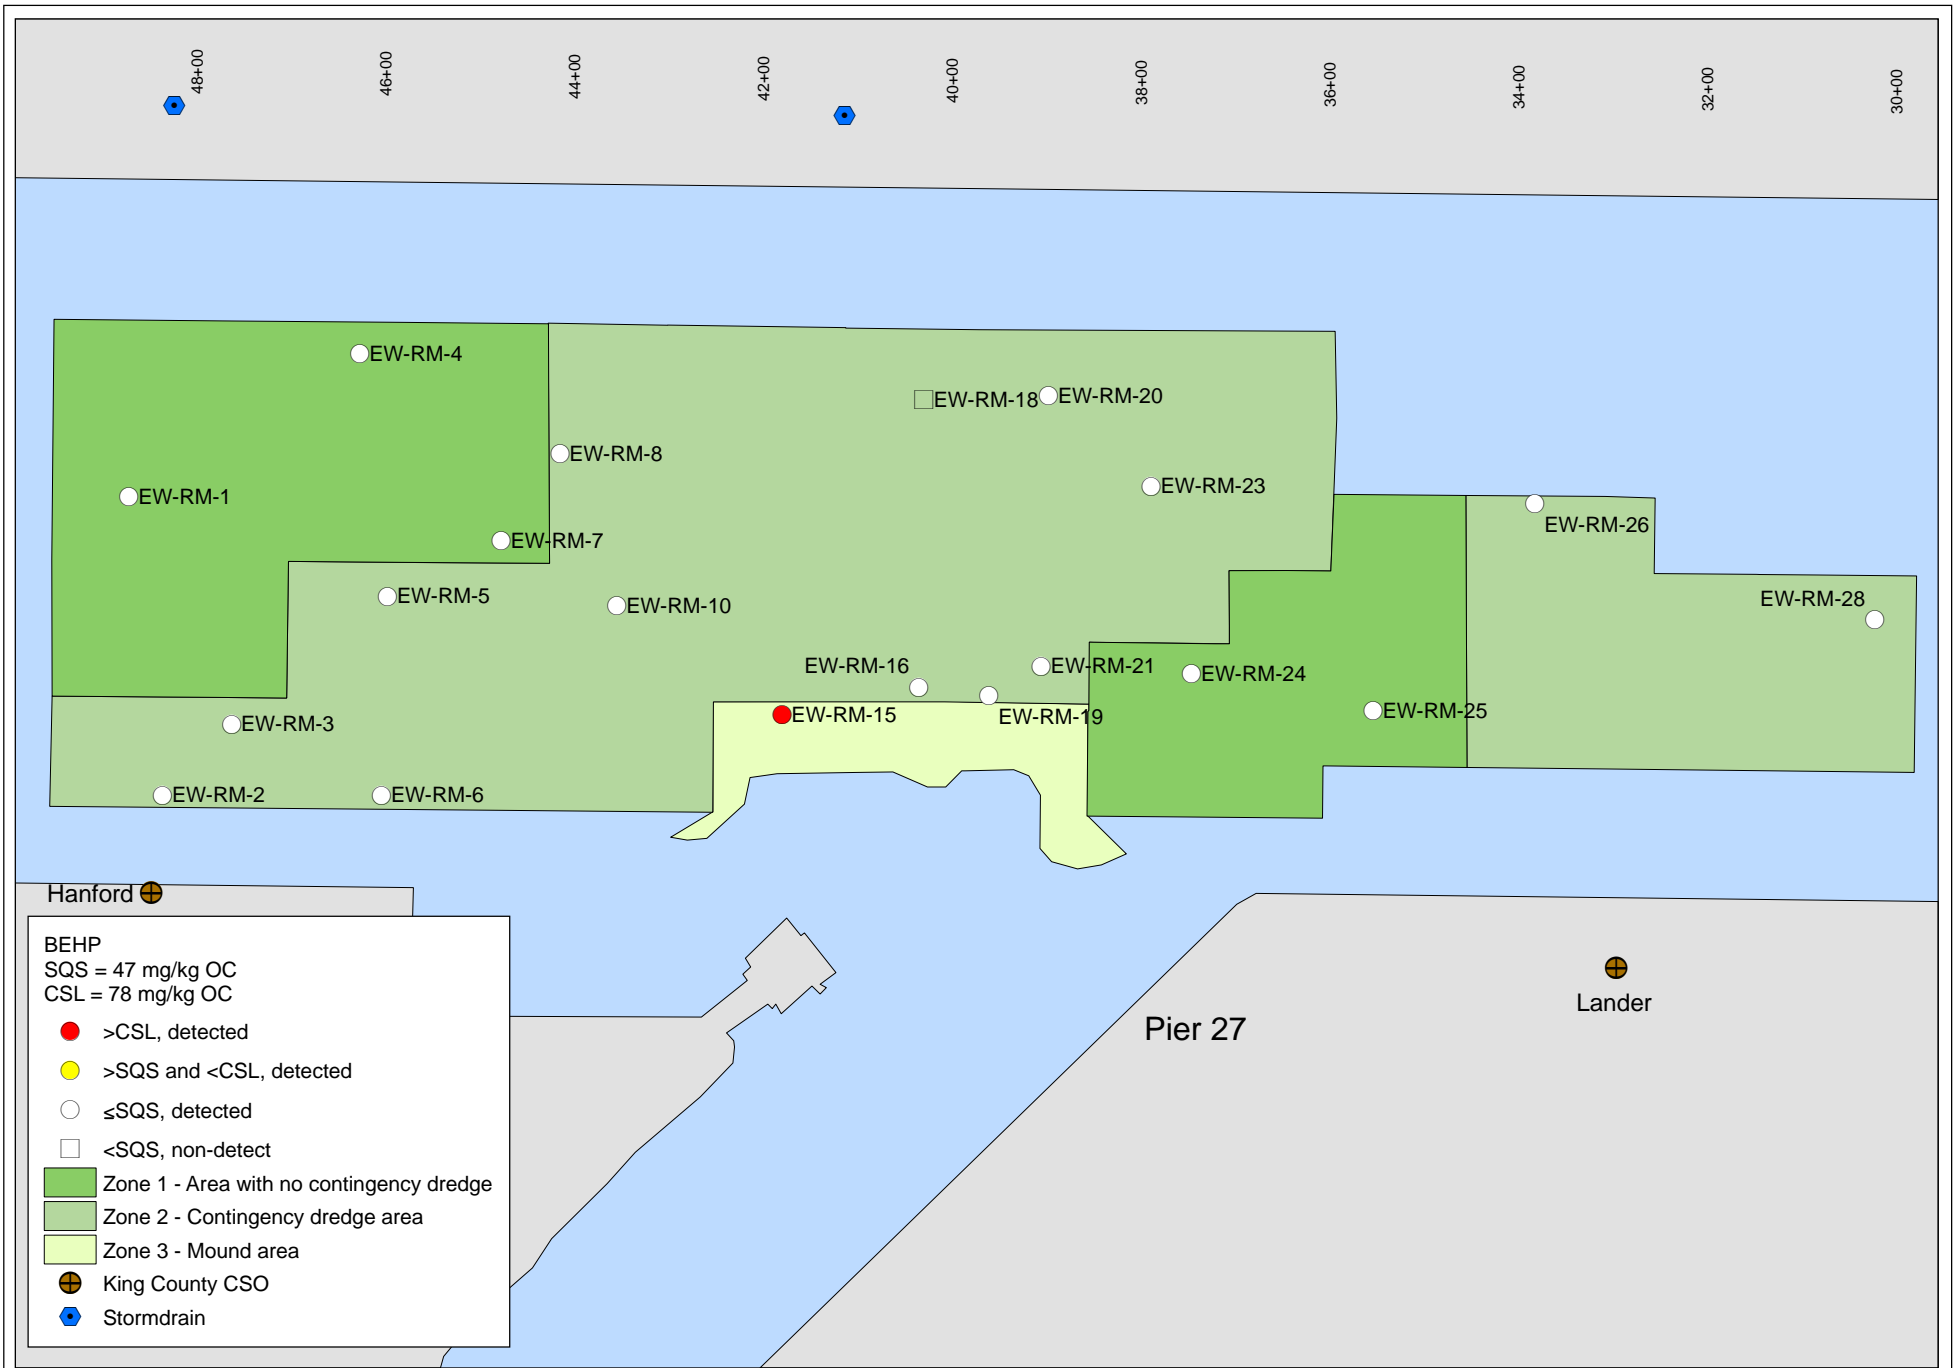 48+00
46+00
44+00
42+00
40+00
38+00
36+00
34+00
32+00
30+00
EW-RM-4
EW-RM-18
EW-RM-20
EW-RM-8
EW-RM-23
EW-RM-1
EW-RM-26
EW-RM-7
EW-RM-5
EW-RM-28
EW-RM-10
EW-RM-16
EW-RM-21
EW-RM-24
EW-RM-25
EW-RM-15
EW-RM-19
EW-RM-3
EW-RM-2
EW-RM-6
Hanford
Lander
Pier 27
BEHP
SQS = 47 mg/kg OC
CSL = 78 mg/kg OC
>CSL, detected
>SQS and <CSL, detected
≤SQS, detected
<SQS, non-detect
Zone 1 - Area with no contingency dredge
Zone 2 - Contingency dredge area
Zone 3 - Mound area
King County CSO
Stormdrain